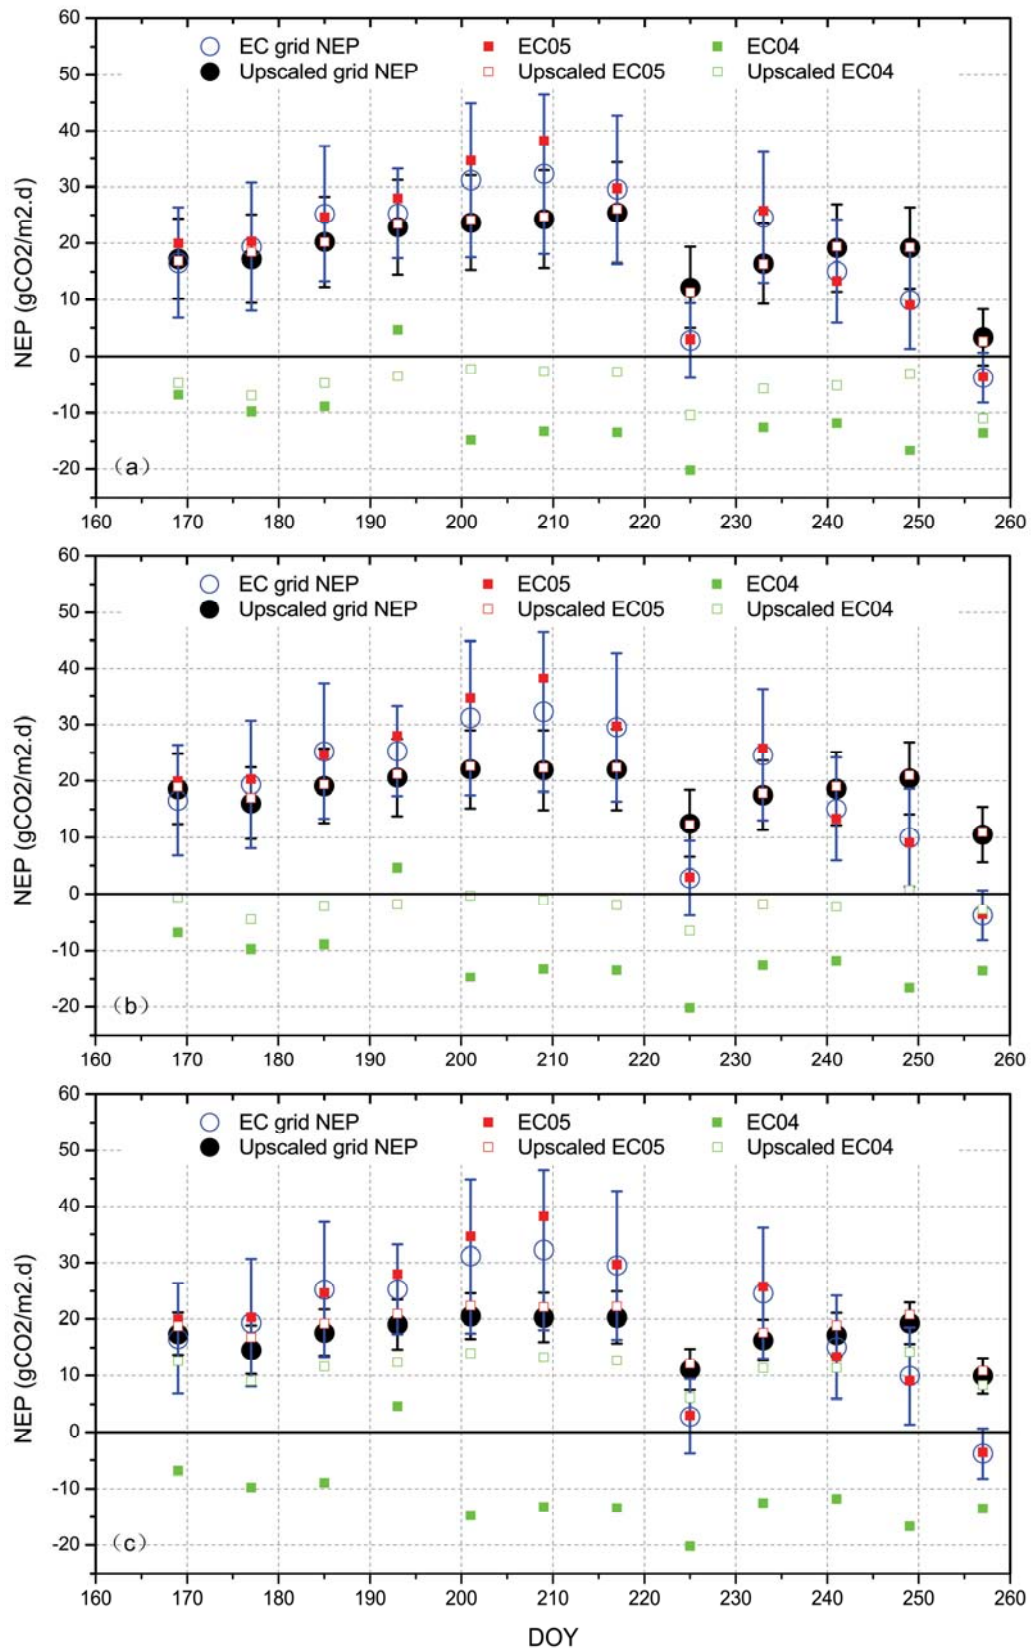 60
EC grid NEP EC05 EC04
Upscaled grid NEP Upscaled EC05 Upscaled EC04
50
40
30
20
10
0
-10
-20
NEP (gCO2/m2.d)
(a)
160 170 180 190 200 210 220 230 240 250 260
60
EC grid NEP EC05 EC04
Upscaled grid NEP Upscaled EC05 Upscaled EC04
50
40
30
20
10
0
-10
-20
NEP (gCO2/m2.d)
(b)
160 170 180 190 200 210 220 230 240 250 260
60
EC grid NEP EC05 EC04
Upscaled grid NEP Upscaled EC05 Upscaled EC04
50
40
30
20
10
0
-10
-20
NEP (gCO2/m2.d)
(c)
160 170 180 190 200 210 220 230 240 250 260
DOY